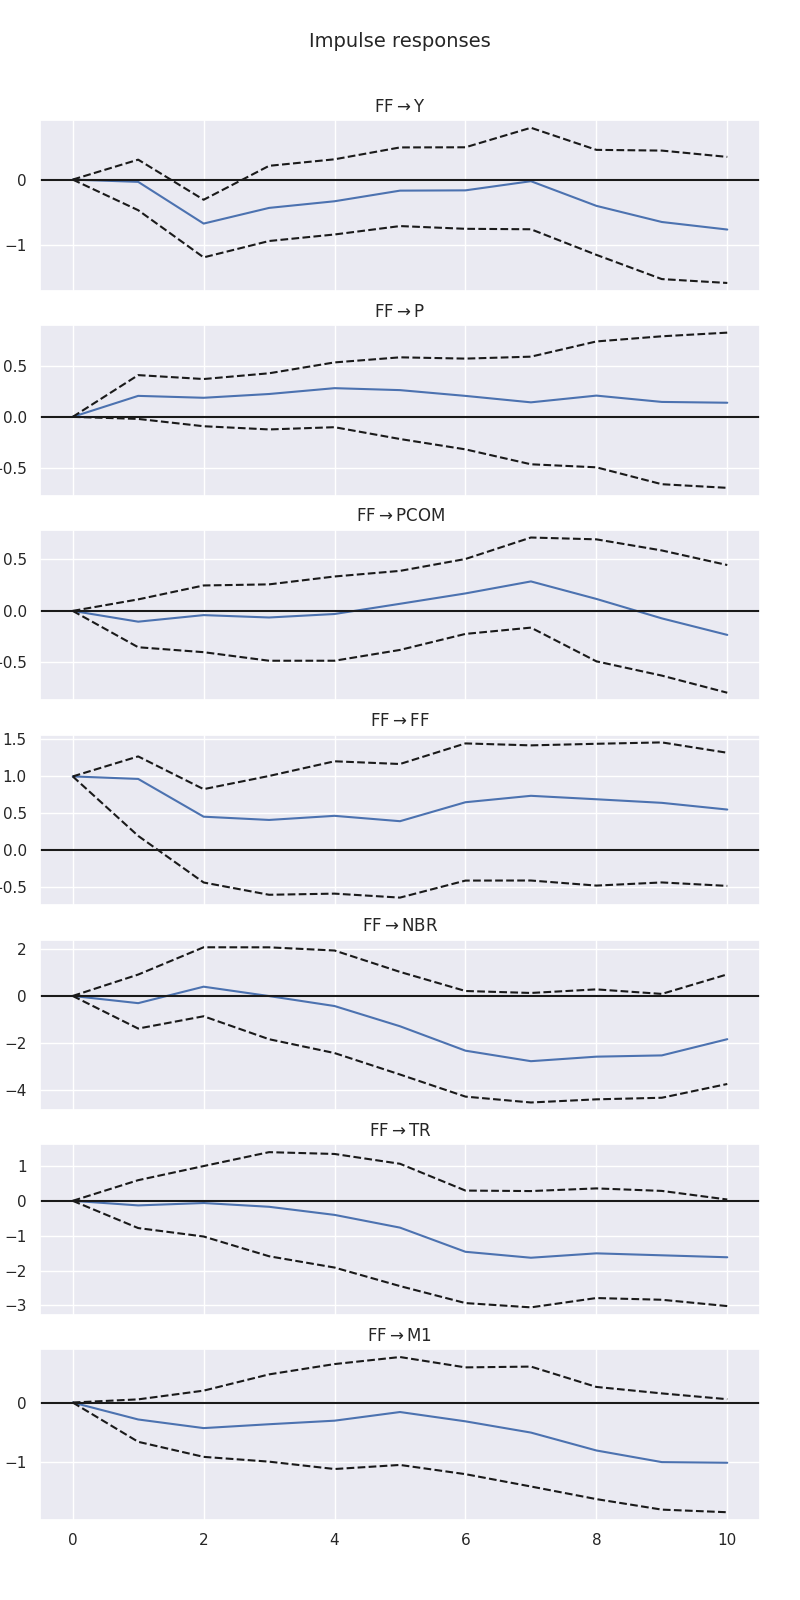 Impulse responses
FF → Y
0
−1
FF → P
0.5
0.0
−0.5
FF → PCOM
0.5
0.0
−0.5
FF → FF
1.5
1.0
0.5
0.0
−0.5
FF → NBR
2
0
−2
−4
FF → TR
1
0
−1
−2
−3
FF → M1
0
−1
0 2 4 6 8 10